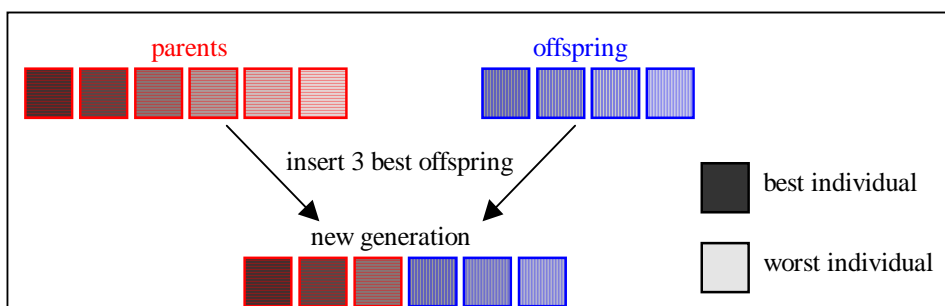 parents
offspring
insert 3 best offspring
best individual
new generation
worst individual